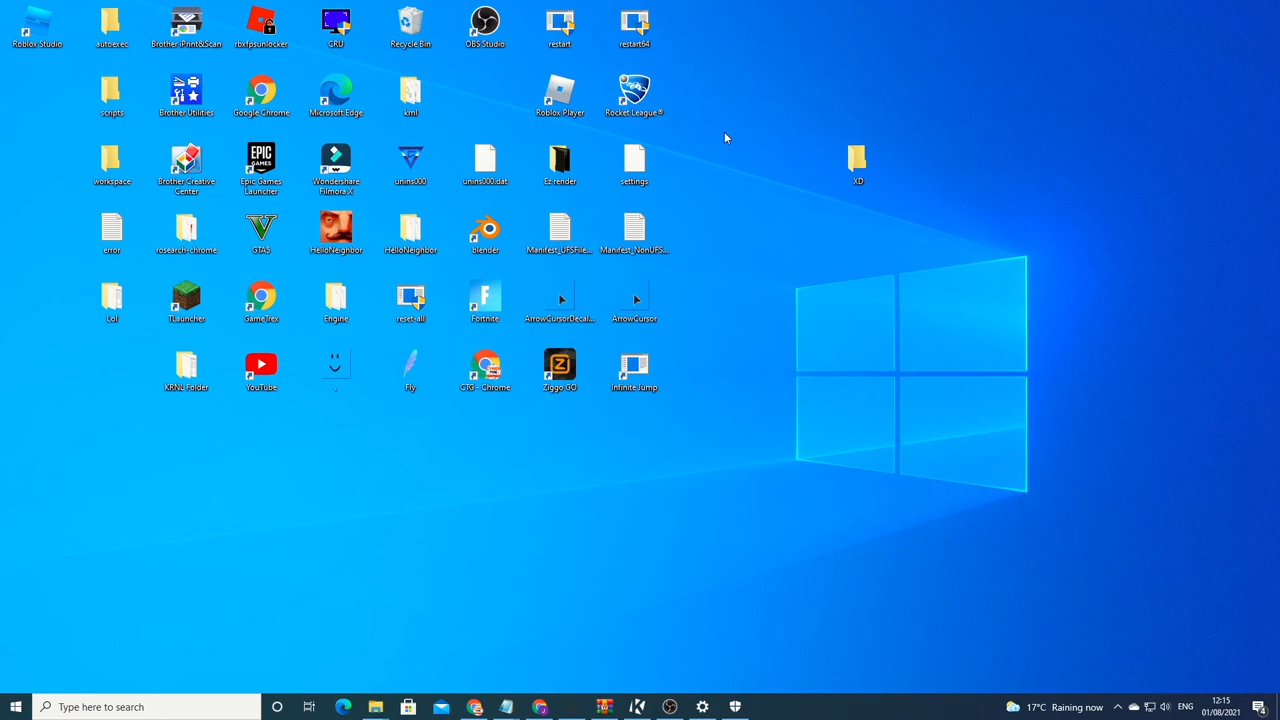 Roblox Studio
autoexec
Brother iPrint&Scan
rbxfpsunlocker
CRU
Recycle Bin
OBS Studio
restart
restart64
scripts
Brother Utilities
Google Chrome
Microsoft Edge
krnl
Roblox Player
Rocket League®
workspace
Brother Creative
Center
Epic Games
Launcher
Wondershare
Filmora X
unins000
unins000.dat
Ez render
settings
XD
error
rosearch-chrome
GTA5
HelloNeighbor
HelloNeighbor
blender
Manifest_UFSFile...
Manifest_NonUFS...
Lol
TLauncher
GameTrex
Engine
reset-all
Fortnite
ArrowCursorDecal...
ArrowCursor
KRNL Folder
YouTube
.
Fly
CTG - Chrome
Ziggo GO
Infinite Jump
Type here to search
17°C Raining now
ENG
12:15
01/08/2021